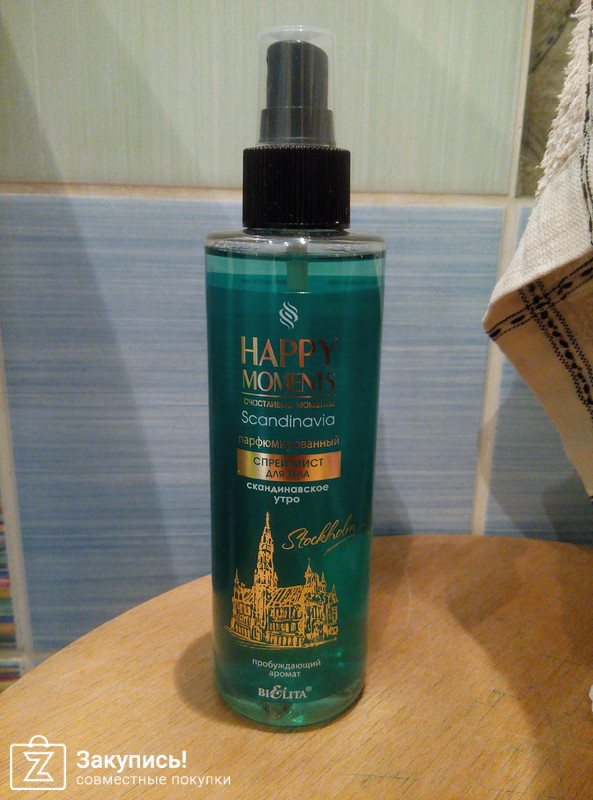 HAPPY
MOMENTS
СЧАСТЛИВЫЕ МОМЕНТЫ
Scandinavia
парфюмированный
СПРЕЙ-МИСТ
ДЛЯ ТЕЛА
скандинавское
утро
Stockholm
пробуждающий
аромат
BIELITA®
Закупись!
совместные покупки